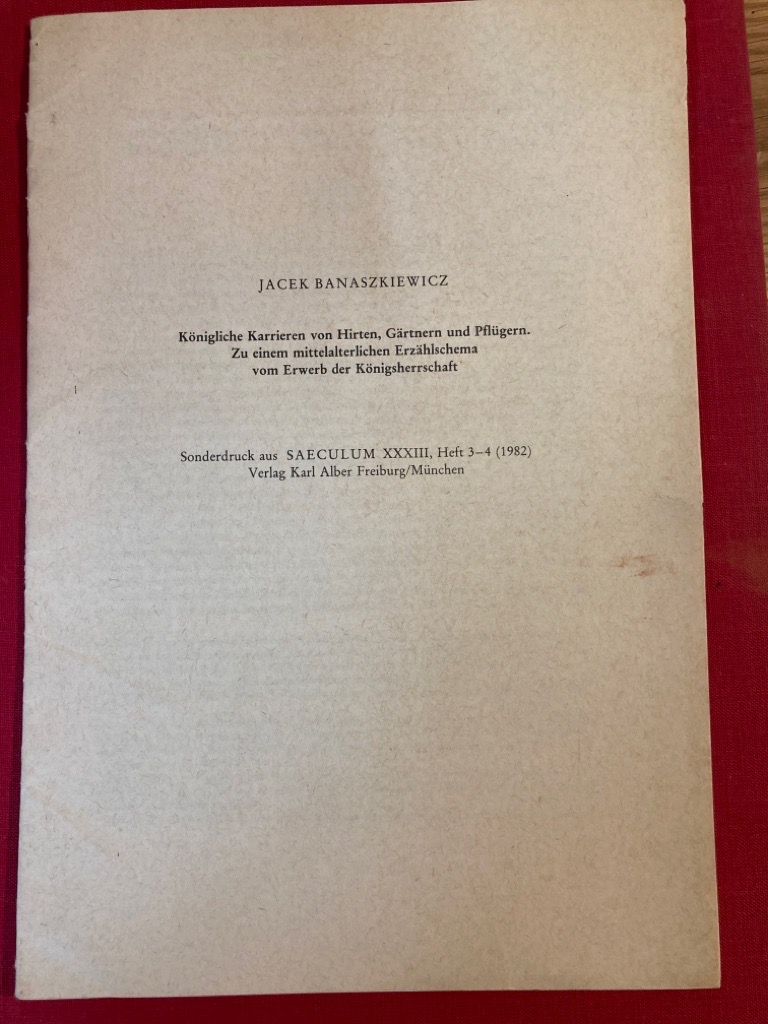 JACEK BANASZKIEWICZ
Königliche Karrieren von Hirten, Gärtnern und Pflügern.
Zu einem mittelalterlichen Erzählschema
vom Erwerb der Königsherrschaft
Sonderdruck aus SAECULUM XXXIII, Heft 3–4 (1982)
Verlag Karl Alber Freiburg/München